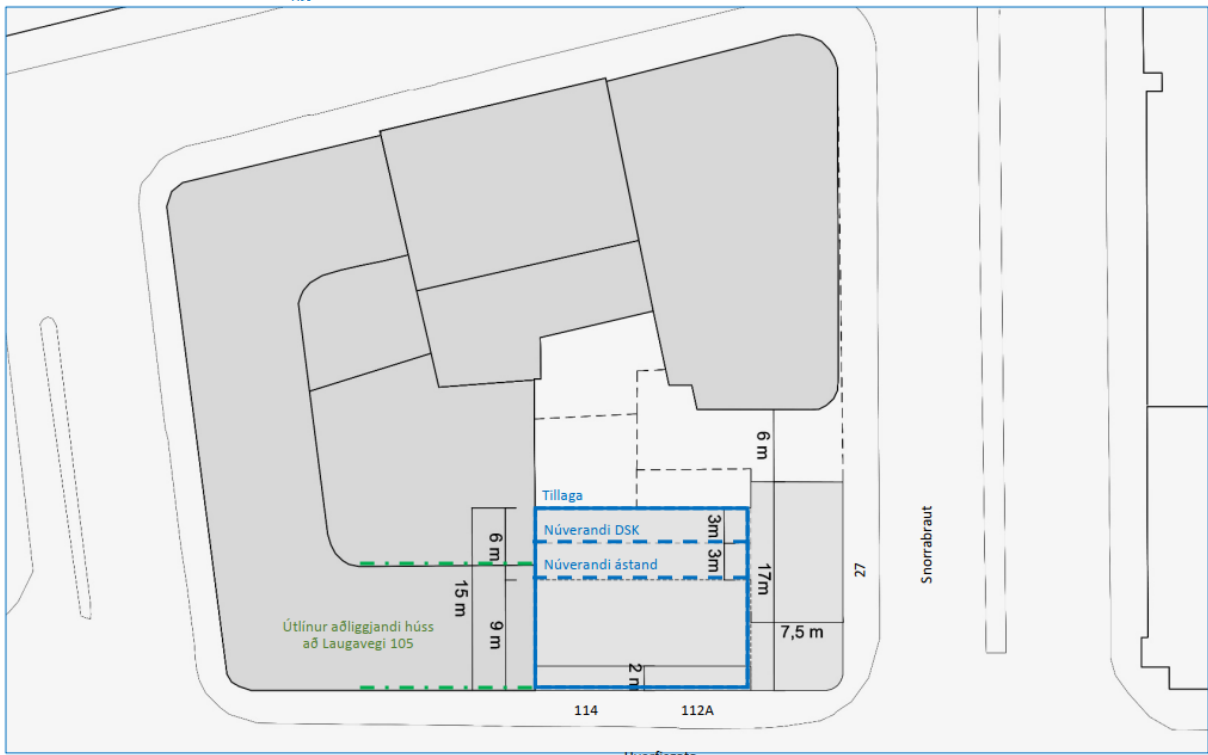 6 m
Tillaga
Núverandi DSK
3m
Núverandi ástand
3m
6 m
15 m
9 m
17m
7,5 m
2 m
Útlínur aðliggjandi húss
að Laugavegi 105
27
Snorrabraut
114
112A